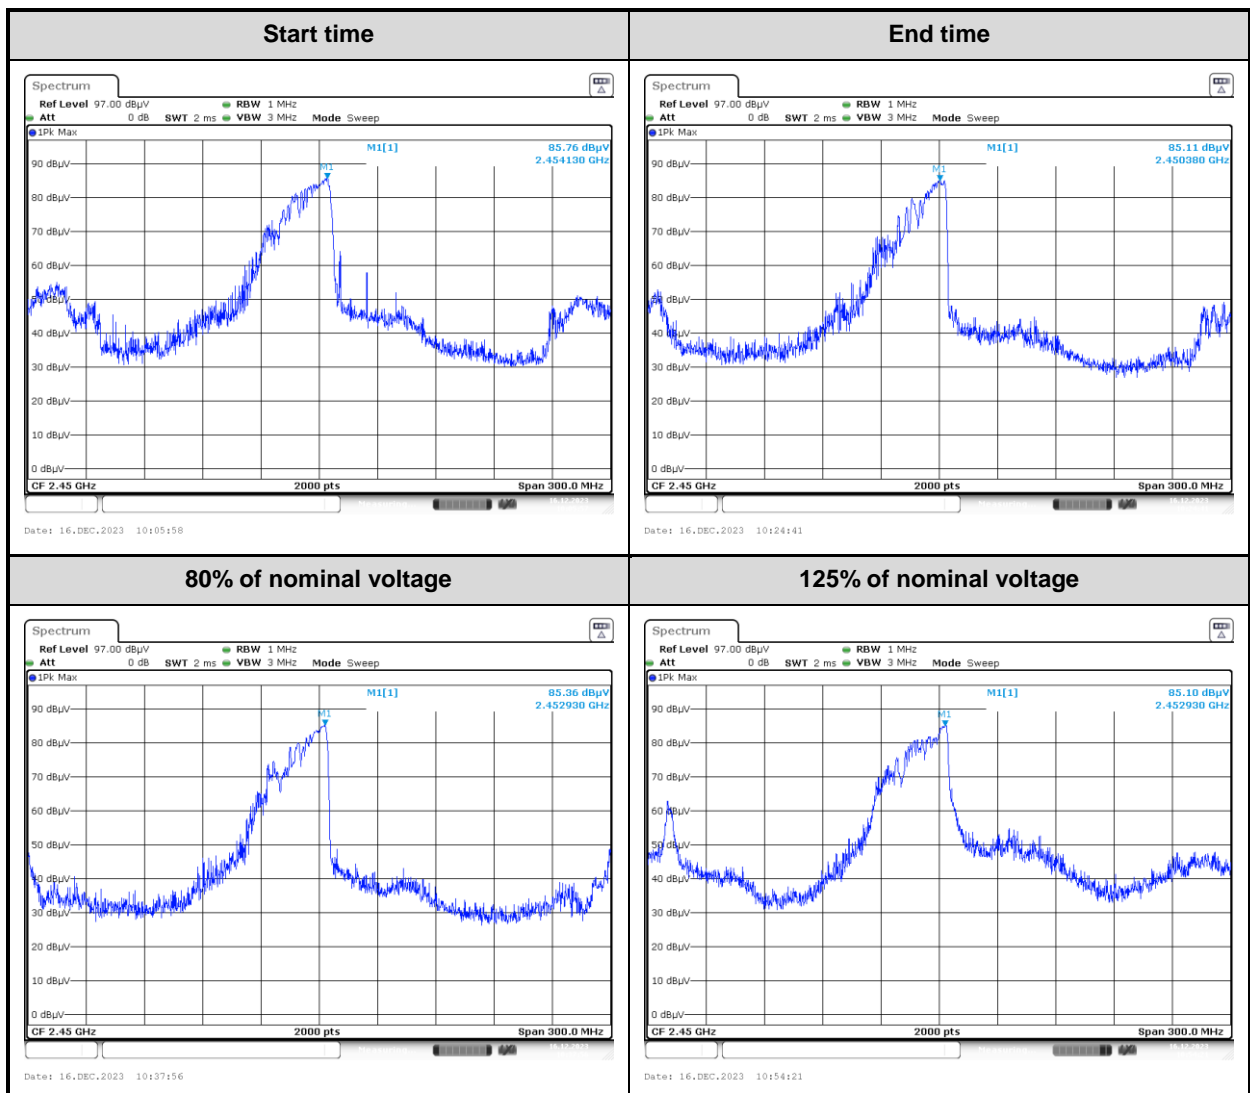 Start time
End time
Spectrum
Ref Level 97.00 dBµV RBW 1 MHz
Att 0 dB SWT 2 ms VBW 3 MHz Mode Sweep
1Pk Max
M1[1] 85.76 dBµV
2.454130 GHz
M1
90 dBµV
80 dBµV
70 dBµV
60 dBµV
50 dBµV
40 dBµV
30 dBµV
20 dBµV
10 dBµV
0 dBµV
CF 2.45 GHz 2000 pts Span 300.0 MHz
Date: 16.DEC.2023 10:05:58
Spectrum
Ref Level 97.00 dBµV RBW 1 MHz
Att 0 dB SWT 2 ms VBW 3 MHz Mode Sweep
1Pk Max
M1[1] 85.11 dBµV
2.450380 GHz
M1
90 dBµV
80 dBµV
70 dBµV
60 dBµV
50 dBµV
40 dBµV
30 dBµV
20 dBµV
10 dBµV
0 dBµV
CF 2.45 GHz 2000 pts Span 300.0 MHz
Date: 16.DEC.2023 10:24:41
80% of nominal voltage
125% of nominal voltage
Spectrum
Ref Level 97.00 dBµV RBW 1 MHz
Att 0 dB SWT 2 ms VBW 3 MHz Mode Sweep
1Pk Max
M1[1] 85.36 dBµV
2.452930 GHz
M1
90 dBµV
80 dBµV
70 dBµV
60 dBµV
50 dBµV
40 dBµV
30 dBµV
20 dBµV
10 dBµV
0 dBµV
CF 2.45 GHz 2000 pts Span 300.0 MHz
Date: 16.DEC.2023 10:37:56
Spectrum
Ref Level 97.00 dBµV RBW 1 MHz
Att 0 dB SWT 2 ms VBW 3 MHz Mode Sweep
1Pk Max
M1[1] 85.10 dBµV
2.452930 GHz
M1
90 dBµV
80 dBµV
70 dBµV
60 dBµV
50 dBµV
40 dBµV
30 dBµV
20 dBµV
10 dBµV
0 dBµV
CF 2.45 GHz 2000 pts Span 300.0 MHz
Date: 16.DEC.2023 10:54:21